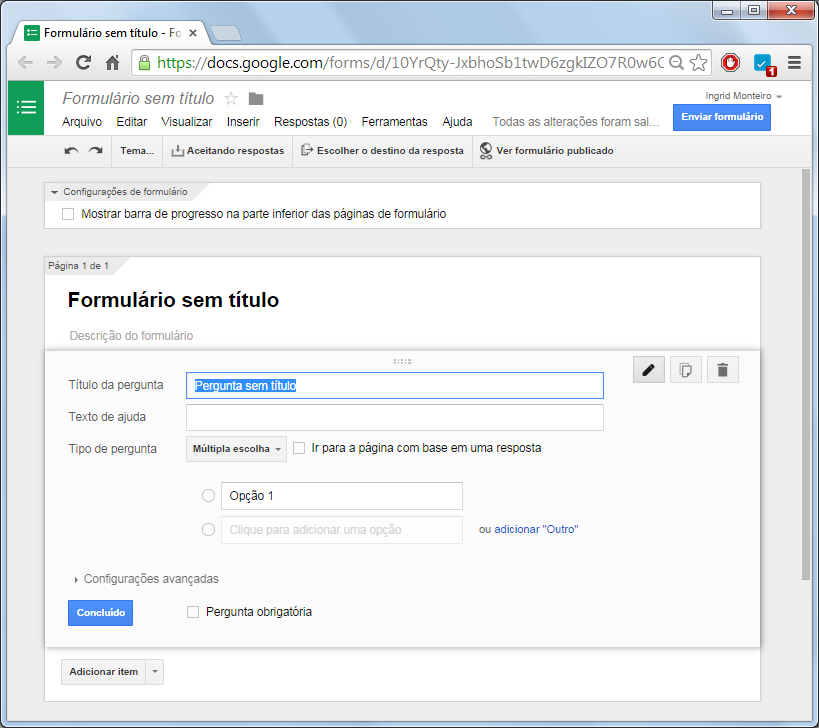 Formulário sem título - Fo
https://docs.google.com/forms/d/10YrQty-JxbhoSb1twD6zgkIZO7R0w6C
1
Formulário sem título
Ingrid Monteiro
Arquivo Editar Visualizar Inserir Respostas (0) Ferramentas Ajuda Todas as alterações foram sal...
Enviar formulário
Tema... Aceitando respostas Escolher o destino da resposta Ver formulário publicado
Configurações de formulário
Mostrar barra de progresso na parte inferior das páginas de formulário
Página 1 de 1
Formulário sem título
Descrição do formulário
Título da pergunta Pergunta sem título
Texto de ajuda
Tipo de pergunta Múltipla escolha Ir para a página com base em uma resposta
Opção 1
Clique para adicionar uma opção ou adicionar "Outro"
Configurações avançadas
Concluído Pergunta obrigatória
Adicionar item